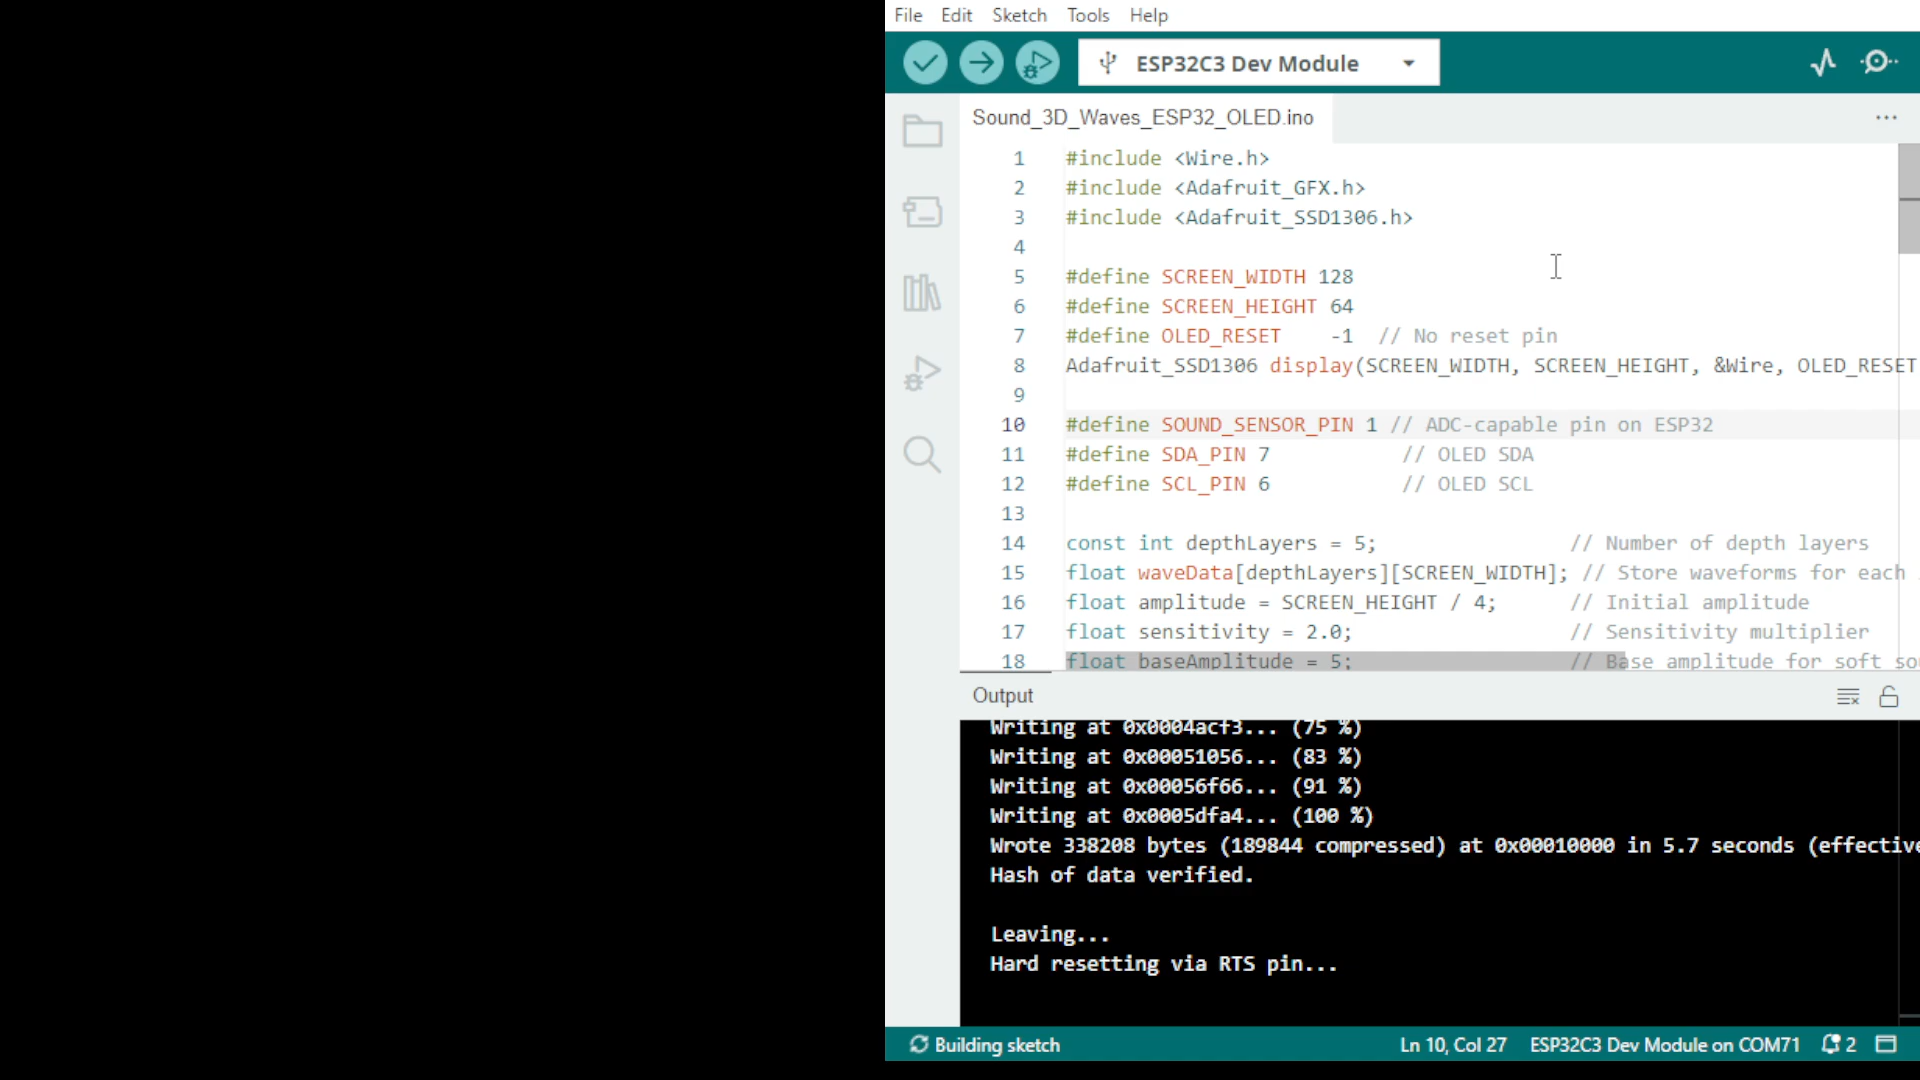 File Edit Sketch Tools Help
ESP32C3 Dev Module
Sound_3D_Waves_ESP32_OLED.ino
1 #include <Wire.h>
2 #include <Adafruit_GFX.h>
3 #include <Adafruit_SSD1306.h>
4
5 #define SCREEN_WIDTH 128
6 #define SCREEN_HEIGHT 64
7 #define OLED_RESET    -1  // No reset pin
8 Adafruit_SSD1306 display(SCREEN_WIDTH, SCREEN_HEIGHT, &Wire, OLED_RESET
9
10 #define SOUND_SENSOR_PIN 1 // ADC-capable pin on ESP32
11 #define SDA_PIN 7           // OLED SDA
12 #define SCL_PIN 6           // OLED SCL
13
14 const int depthLayers = 5;                // Number of depth layers
15 float waveData[depthLayers][SCREEN_WIDTH]; // Store waveforms for each
16 float amplitude = SCREEN_HEIGHT / 4;      // Initial amplitude
17 float sensitivity = 2.0;                  // Sensitivity multiplier
18 float baseAmplitude = 5;                  // Base amplitude for soft so
Output
Writing at 0x0004acf3... (75 %)
Writing at 0x00051056... (83 %)
Writing at 0x00056f66... (91 %)
Writing at 0x0005dfa4... (100 %)
Wrote 338208 bytes (189844 compressed) at 0x00010000 in 5.7 seconds (effective
Hash of data verified.
Leaving...
Hard resetting via RTS pin...
Building sketch
Ln 10, Col 27 ESP32C3 Dev Module on COM71 2